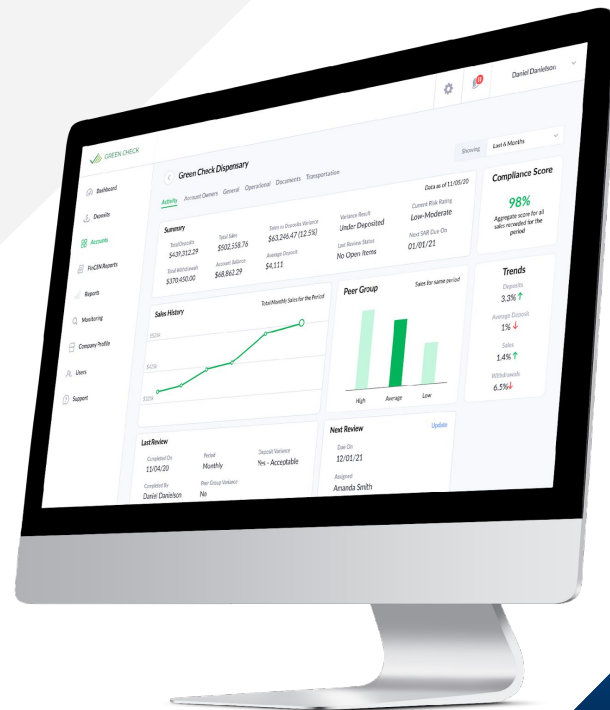 GREEN CHECK
Daniel Danielson
Dashboard
Deposits
Accounts
FinCEN Reports
Reports
Monitoring
Company Profile
Users
Support
Green Check Dispensary
Showing
Last 6 Months
Activity Account Owners General Operational Documents Transportation
Summary
Data as of 11/05/20
Total Deposits
$439,312.29
Total Sales
$502,558.76
Sales to Deposits Variance
$63,246.47 (12.5%)
Variance Result
Under Deposited
Current Risk Rating
Low-Moderate
Total Withdrawals
$370,450.00
Account Balance
$68,862.29
Average Deposit
$4,111
Last Review Status
No Open Items
Next SAR Due On
01/01/21
Compliance Score
98%
Aggregate score for all
sales recorded for the
period
Sales History
Total Monthly Sales for the Period
Peer Group
Sales for same period
High
Average
Low
Trends
Deposits
3.3%↑
Average Deposit
1%↓
Sales
1.4%↑
Withdrawals
6.5%↓
Last Review
Completed On
11/04/20
Period
Monthly
Deposit Variance
Yes - Acceptable
Completed By
Daniel Danielson
Peer Group Variance
No
Next Review
Update
Due On
12/01/21
Assigned
Amanda Smith